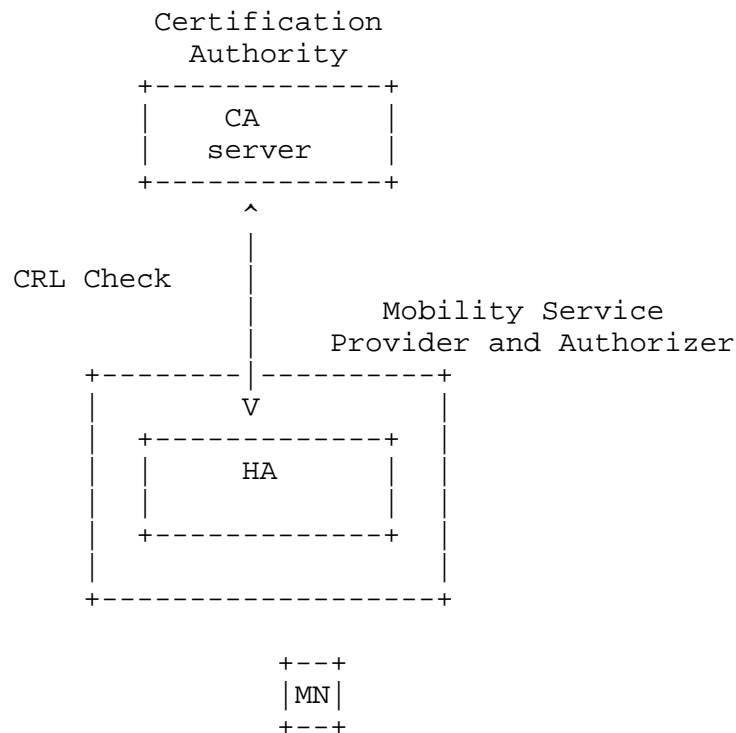 Certification
Authority
CA
server
CRL Check
Mobility Service
Provider and Authorizer
V
HA
MN